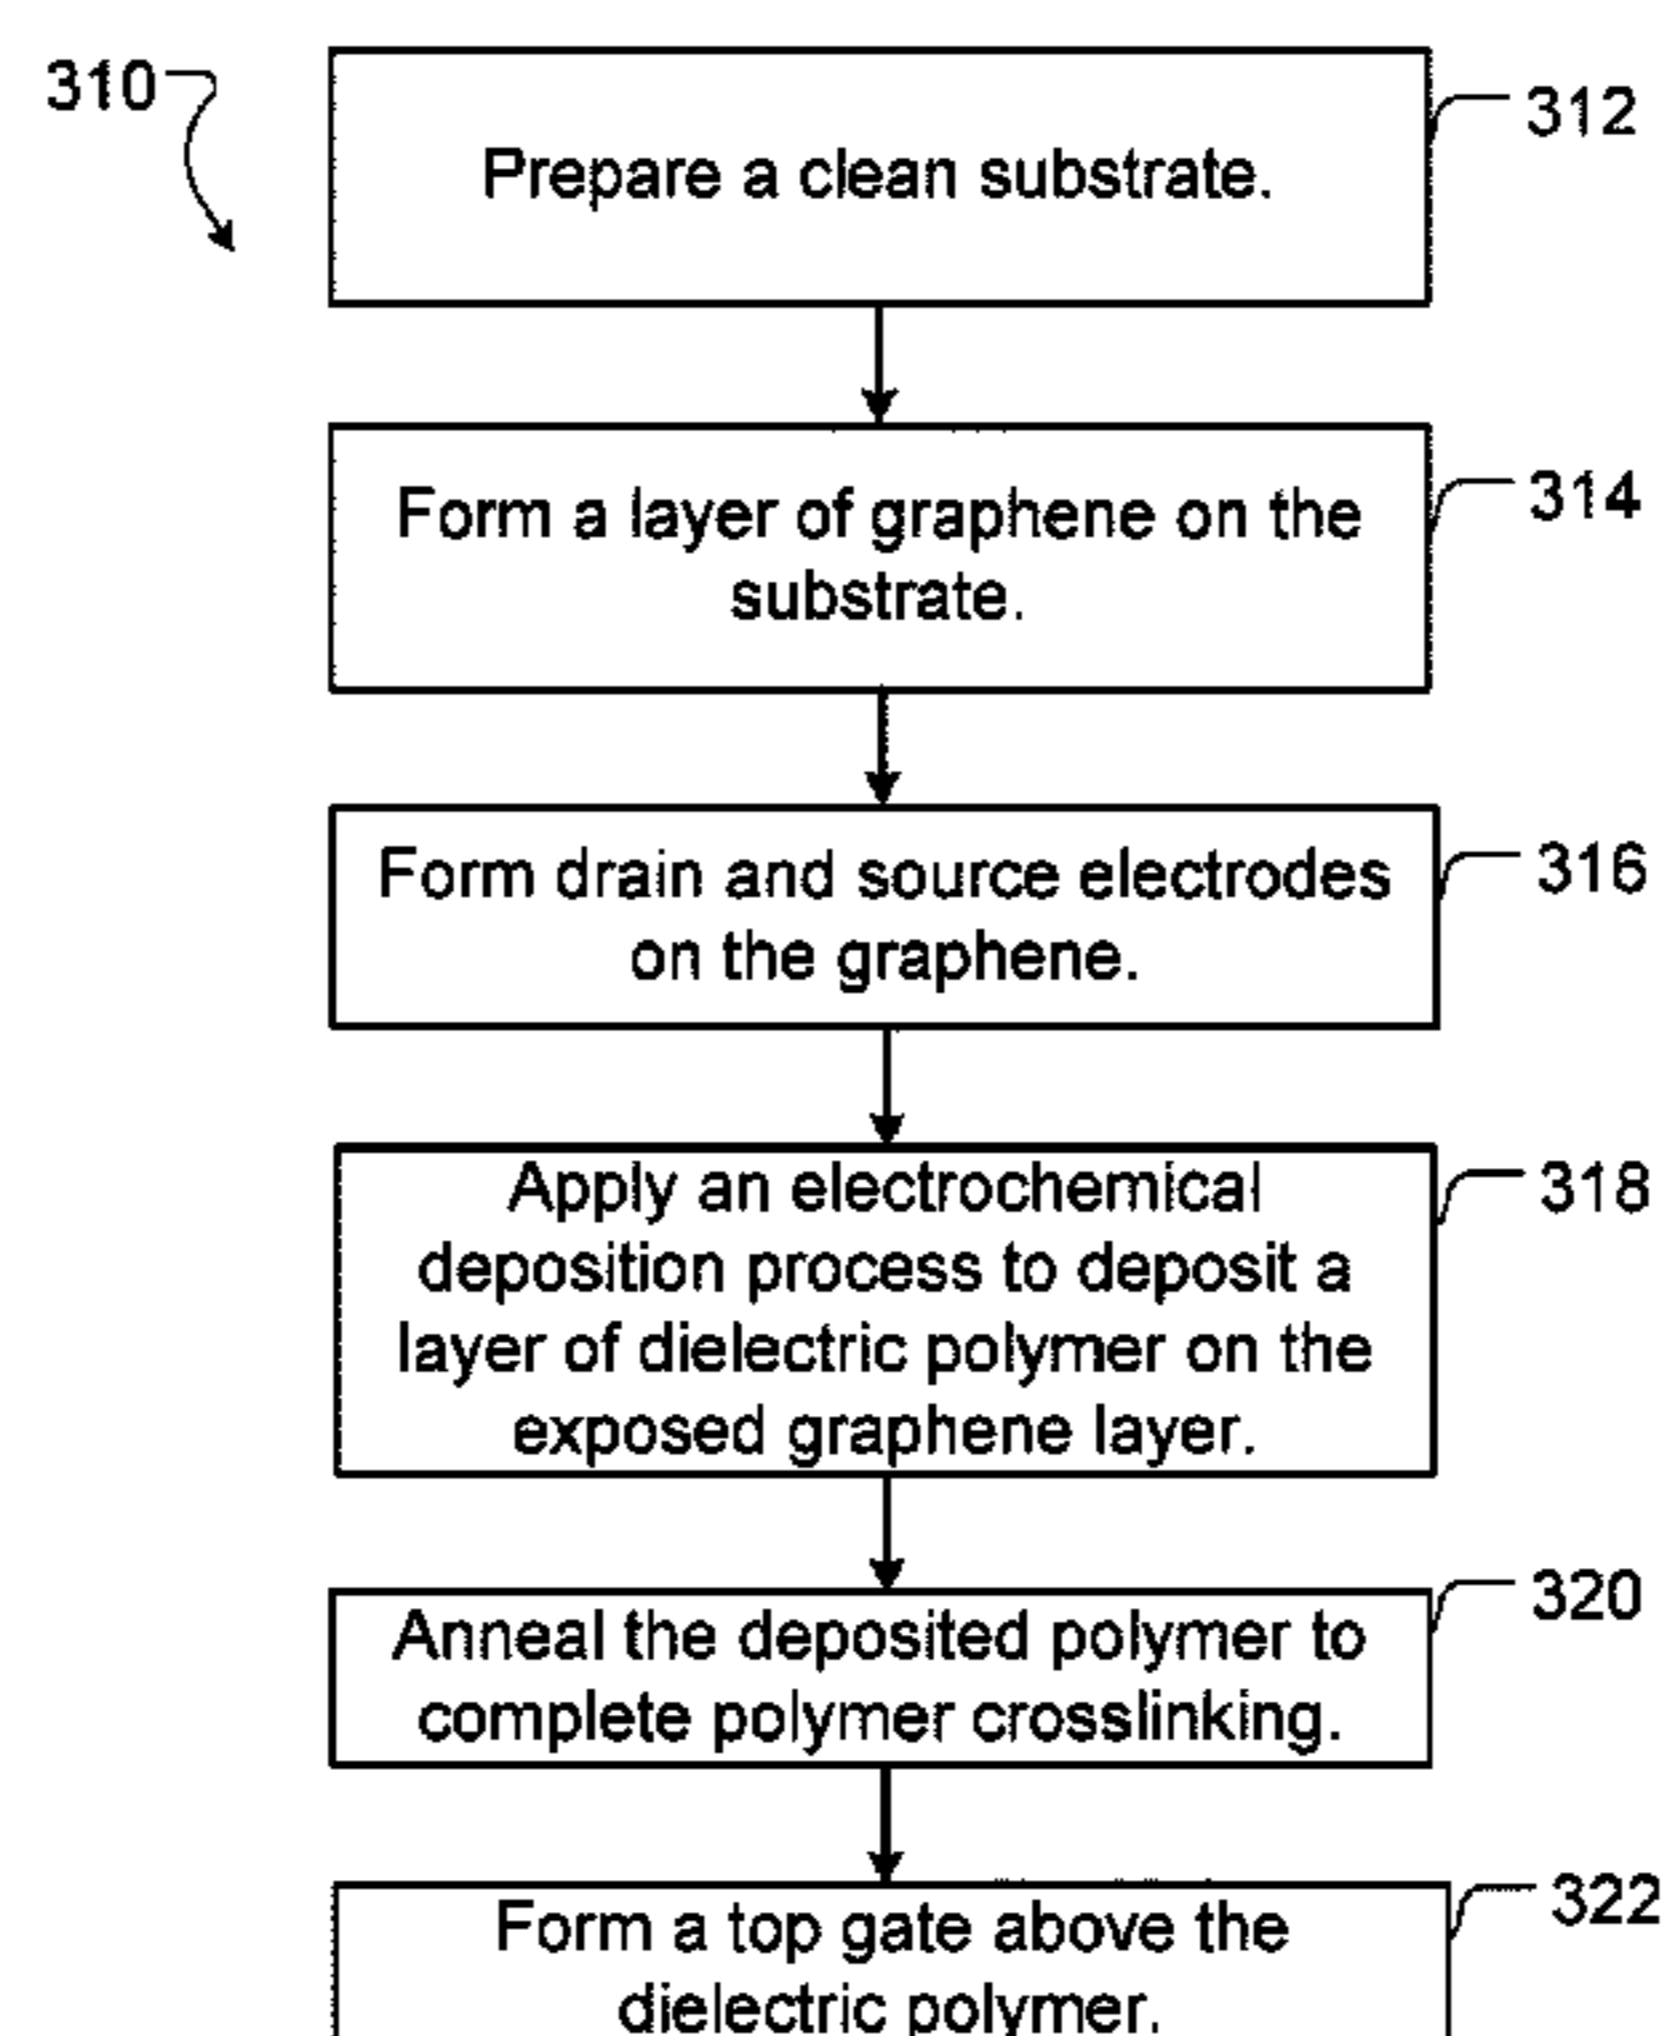 310
312
Prepare a clean substrate.
314
Form a layer of graphene on the
substrate.
316
Form drain and source electrodes
on the graphene.
318
Apply an electrochemical
deposition process to deposit a
layer of dielectric polymer on the
exposed graphene layer.
320
Anneal the deposited polymer to
complete polymer crosslinking.
322
Form a top gate above the
dielectric polymer.